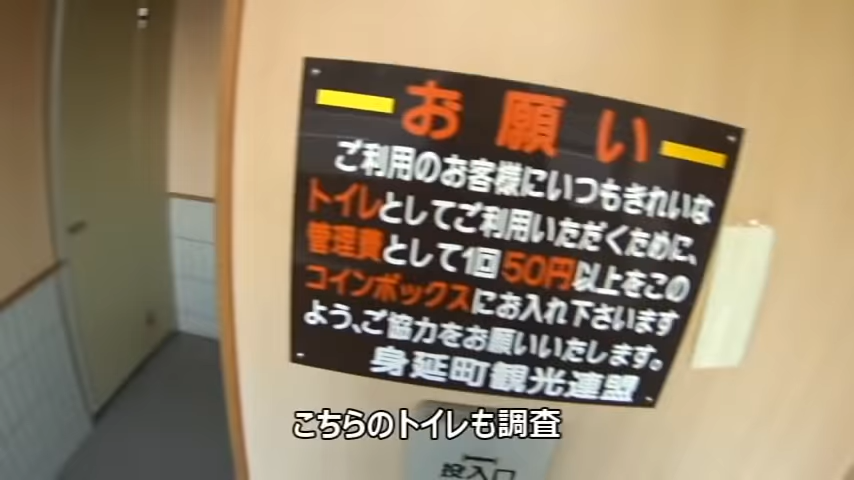 お願い
ご利用のお客様にいつもきれいな
トイレとしてご利用いただくために、
管理費として1回50円以上をこの
コインボックスにお入れ下さいます
よう、ご協力をお願いいたします。
身延町観光連盟
こちらのトイレも調査
投入口